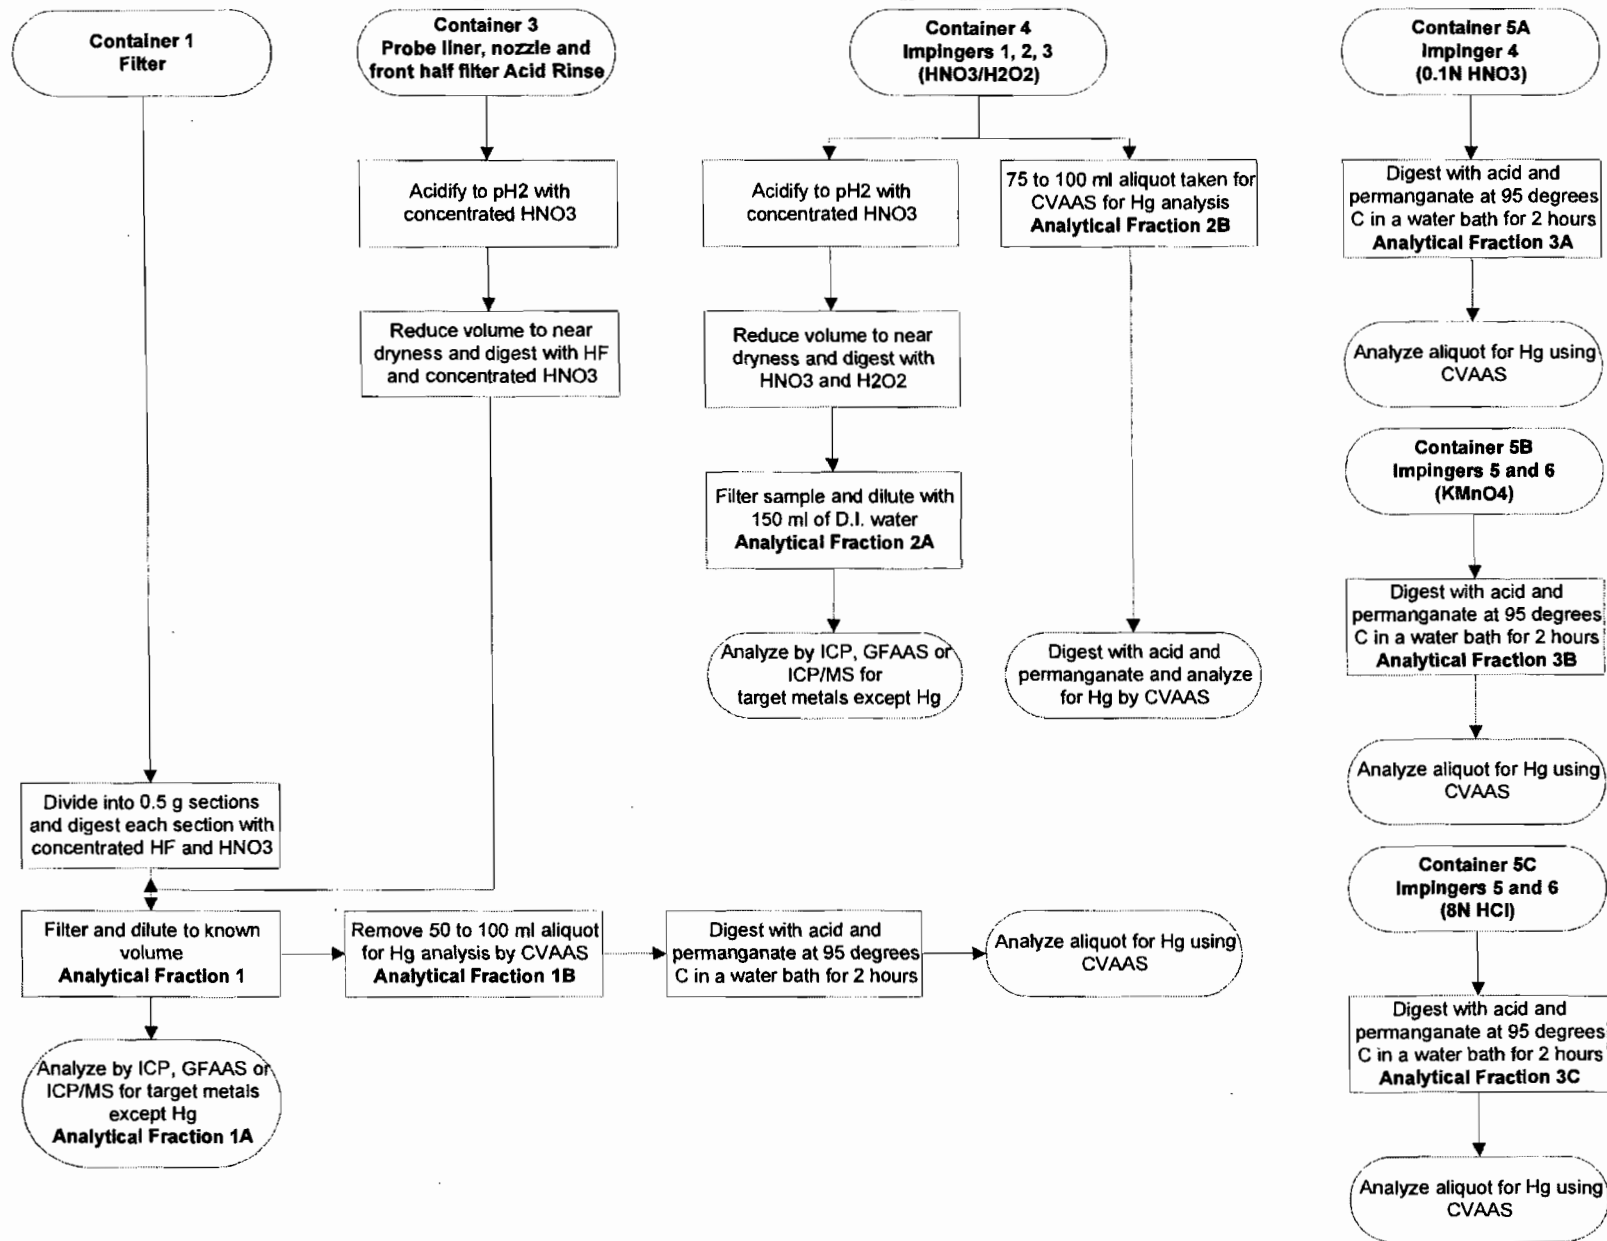 Container 1
Filter
Container 3
Probe liner, nozzle and
front half filter Acid Rinse
Container 4
Impingers 1, 2, 3
(HNO3/H2O2)
Container 5A
Impinger 4
(0.1N HNO3)
Acidify to pH2 with
concentrated HNO3
Acidify to pH2 with
concentrated HNO3
75 to 100 ml aliquot taken for
CVAAS for Hg analysis
Analytical Fraction 2B
Digest with acid and
permanganate at 95 degrees
C in a water bath for 2 hours
Analytical Fraction 3A
Reduce volume to near
dryness and digest with HF
and concentrated HNO3
Reduce volume to near
dryness and digest with
HNO3 and H2O2
Analyze aliquot for Hg using
CVAAS
Container 5B
Impingers 5 and 6
(KMnO4)
Filter sample and dilute with
150 ml of D.I. water
Analytical Fraction 2A
Digest with acid and
permanganate at 95 degrees
C in a water bath for 2 hours
Analytical Fraction 3B
Analyze by ICP, GFAAS or
ICP/MS for
target metals except Hg
Digest with acid and
permanganate and analyze
for Hg by CVAAS
Analyze aliquot for Hg using
CVAAS
Divide into 0.5 g sections
and digest each section with
concentrated HF and HNO3
Container 5C
Impingers 5 and 6
(8N HCl)
Filter and dilute to known
volume
Analytical Fraction 1
Remove 50 to 100 ml aliquot
for Hg analysis by CVAAS
Analytical Fraction 1B
Digest with acid and
permanganate at 95 degrees
C in a water bath for 2 hours
Analyze aliquot for Hg using
CVAAS
Digest with acid and
permanganate at 95 degrees
C in a water bath for 2 hours
Analytical Fraction 3C
Analyze by ICP, GFAAS or
ICP/MS for target metals
except Hg
Analytical Fraction 1A
Analyze aliquot for Hg using
CVAAS